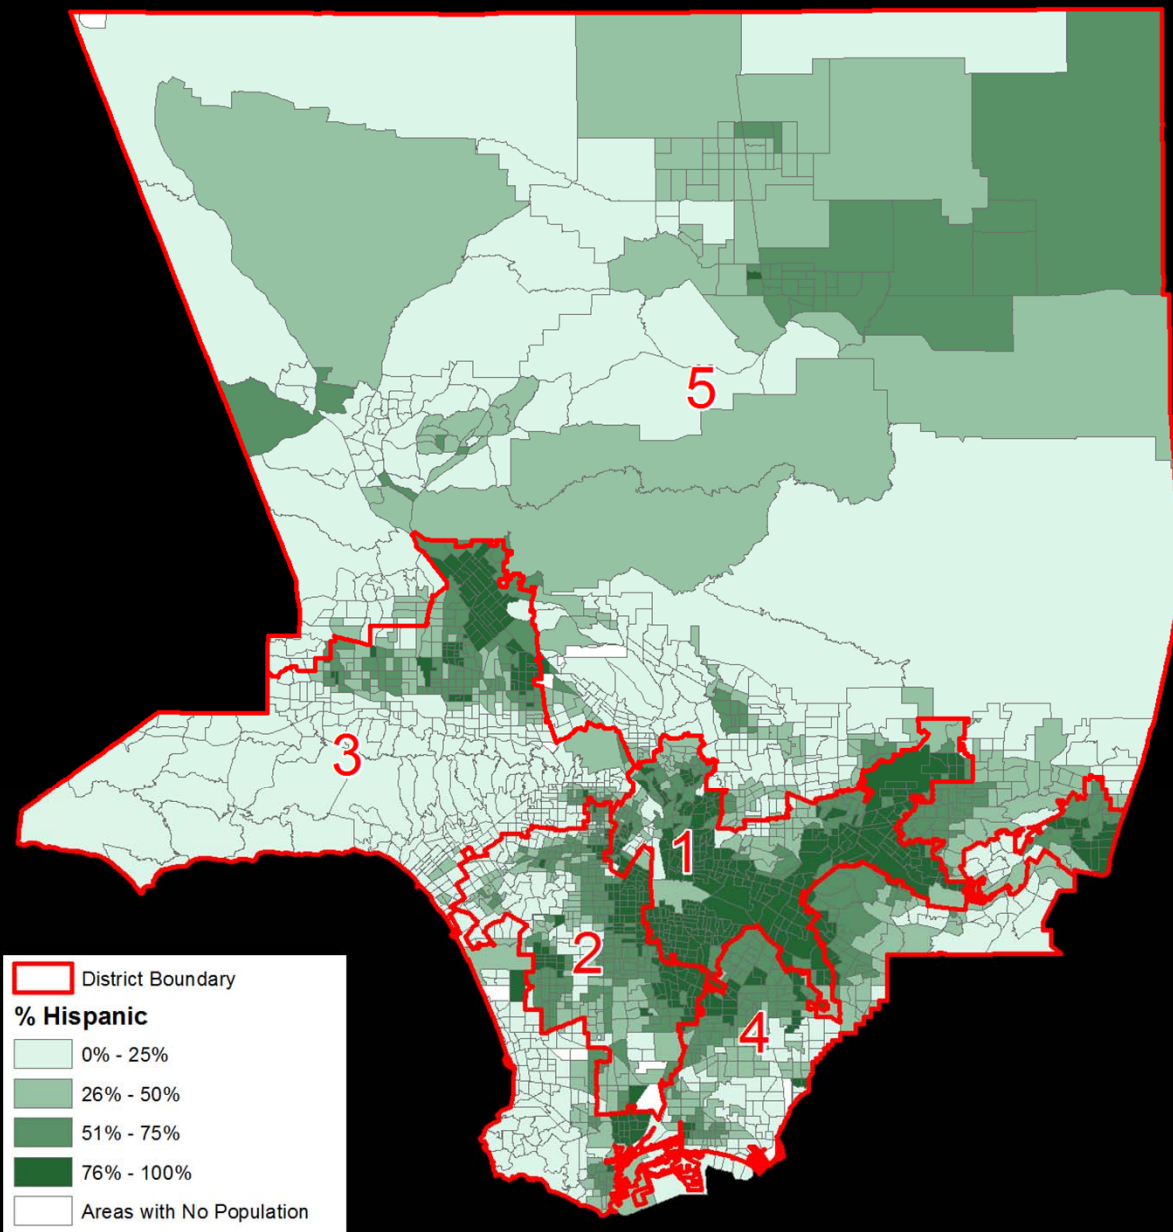 5
3
1
2
4
District Boundary
% Hispanic
0% - 25%
26% - 50%
51% - 75%
76% - 100%
Areas with No Population